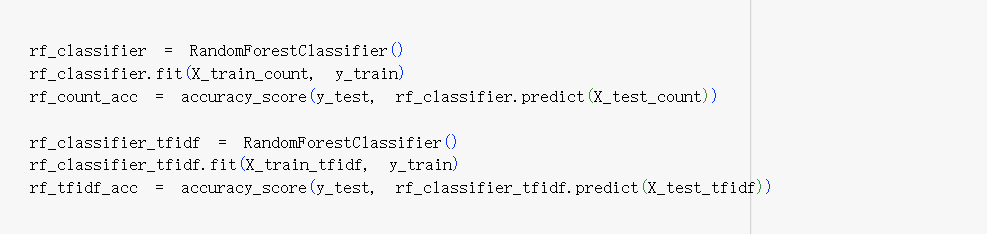 rf_classifier = RandomForestClassifier()
rf_classifier.fit(X_train_count, y_train)
rf_count_acc = accuracy_score(y_test, rf_classifier.predict(X_test_count))
rf_classifier_tfidf = RandomForestClassifier()
rf_classifier_tfidf.fit(X_train_tfidf, y_train)
rf_tfidf_acc = accuracy_score(y_test, rf_classifier_tfidf.predict(X_test_tfidf))